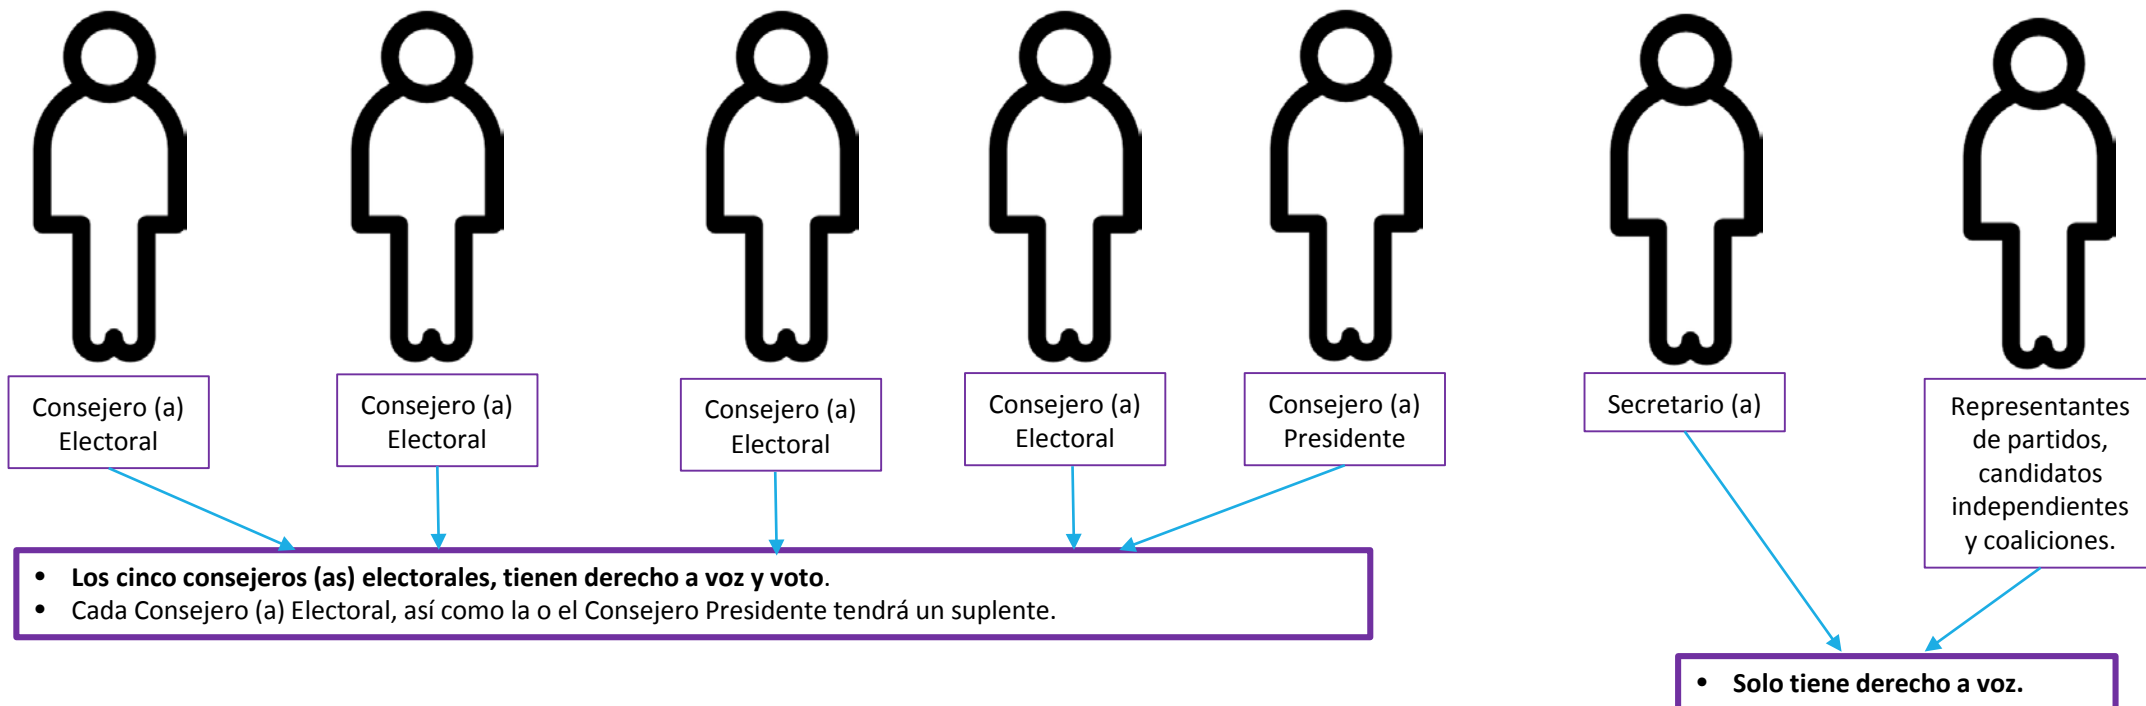 Consejero (a)
Electoral
Consejero (a)
Electoral
Consejero (a)
Electoral
Consejero (a)
Electoral
Consejero (a)
Presidente
Secretario (a)
Representantes
de partidos,
candidatos
independientes
y coaliciones.
• Los cinco consejeros (as) electorales, tienen derecho a voz y voto.
• Cada Consejero (a) Electoral, así como la o el Consejero Presidente tendrá un suplente.
• Solo tiene derecho a voz.